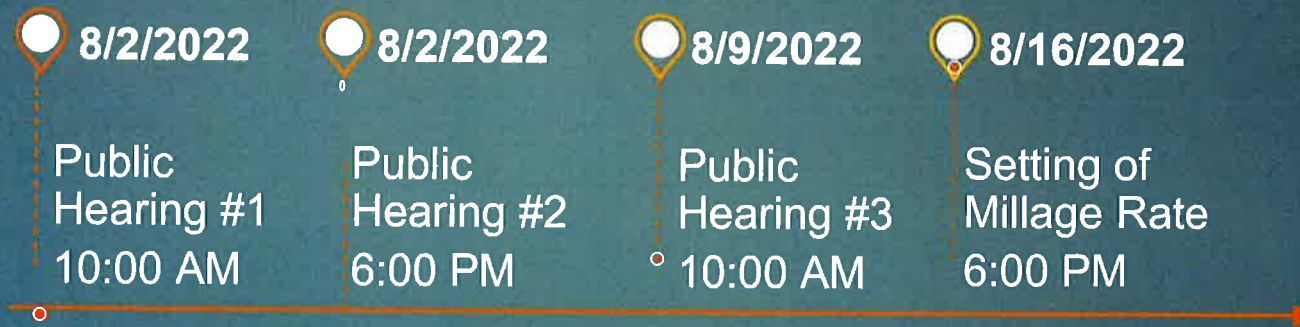 8/2/2022
Public
Hearing #1
10:00 AM
8/2/2022
Public
Hearing #2
6:00 PM
8/9/2022
Public
Hearing #3
10:00 AM
8/16/2022
Setting of
Millage Rate
6:00 PM